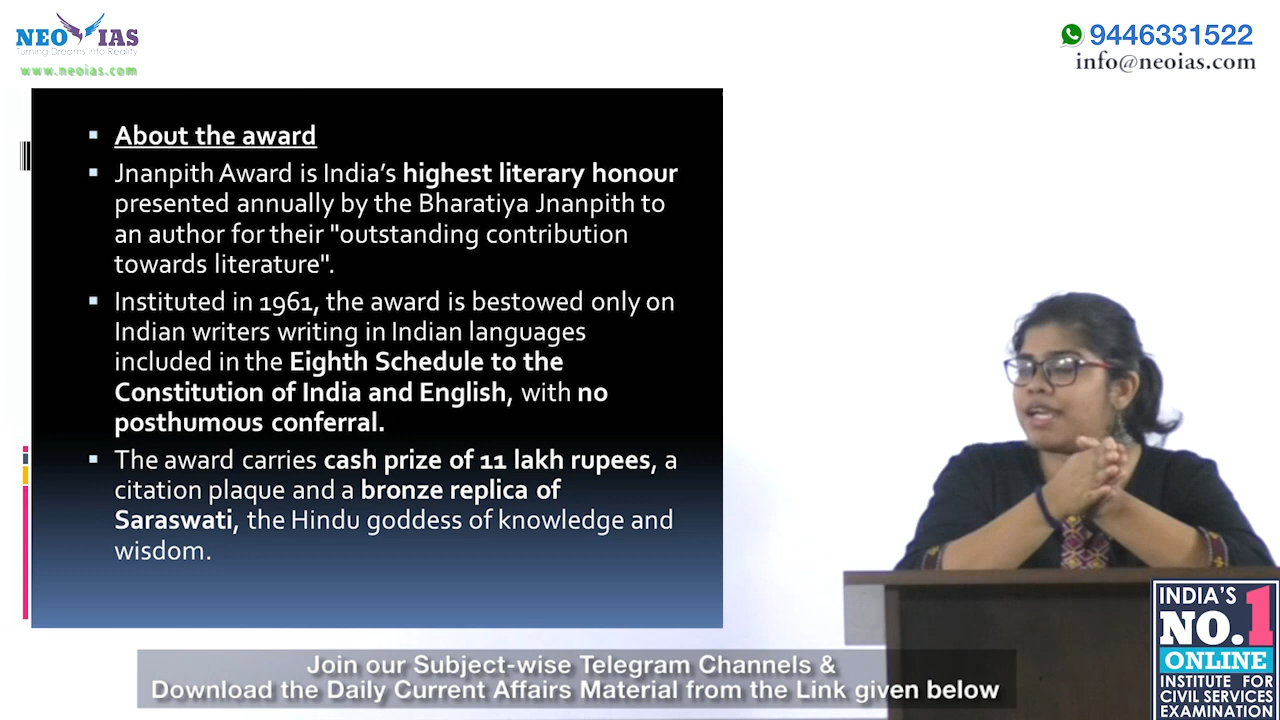 NEO IAS
Turning Dreams Into Reality
www.neoias.com
9446331522
info@neoias.com
About the award
Jnanpith Award is India's highest literary honour
presented annually by the Bharatiya Jnanpith to
an author for their "outstanding contribution
towards literature".
Instituted in 1961, the award is bestowed only on
Indian writers writing in Indian languages
included in the Eighth Schedule to the
Constitution of India and English, with no
posthumous conferral.
The award carries cash prize of 11 lakh rupees, a
citation plaque and a bronze replica of
Saraswati, the Hindu goddess of knowledge and
wisdom.
INDIA'S
NO.1
ONLINE
INSTITUTE FOR
CIVIL SERVICES
EXAMINATION
Join our Subject-wise Telegram Channels &
Download the Daily Current Affairs Material from the Link given below